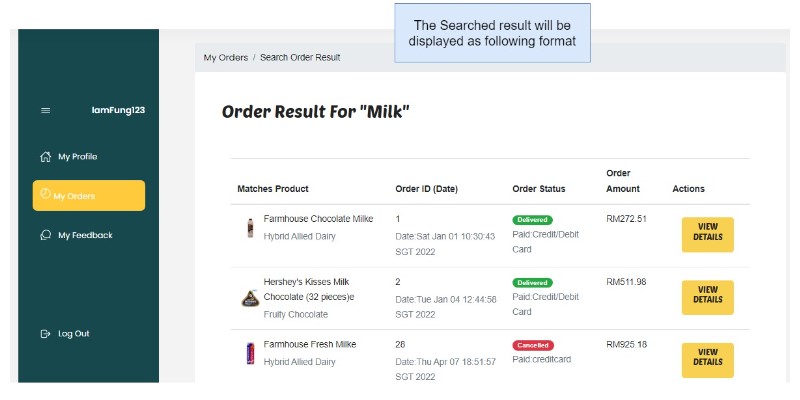 The Searched result will be
displayed as following format
My Orders / Search Order Result
IamFung123
My Profile
My Orders
My Feedback
Log Out
Order Result For "Milk"
Matches Product
Order ID (Date)
Order Status
Order
Amount
Actions
Farmhouse Chocolate Milke
Hybrid Allied Dairy
1
Date:Sat Jan 01 10:30:43
SGT 2022
Delivered
Paid:Credit/Debit
Card
RM272.51
VIEW
DETAILS
Hershey's Kisses Milk
Chocolate (32 pieces)e
Fruity Chocolate
2
Date:Tue Jan 04 12:44:58
SGT 2022
Delivered
Paid:Credit/Debit
Card
RM511.98
VIEW
DETAILS
Farmhouse Fresh Milke
Hybrid Allied Dairy
28
Date:Thu Apr 07 18:51:57
SGT 2022
Cancelled
Paid:creditcard
RM925.18
VIEW
DETAILS